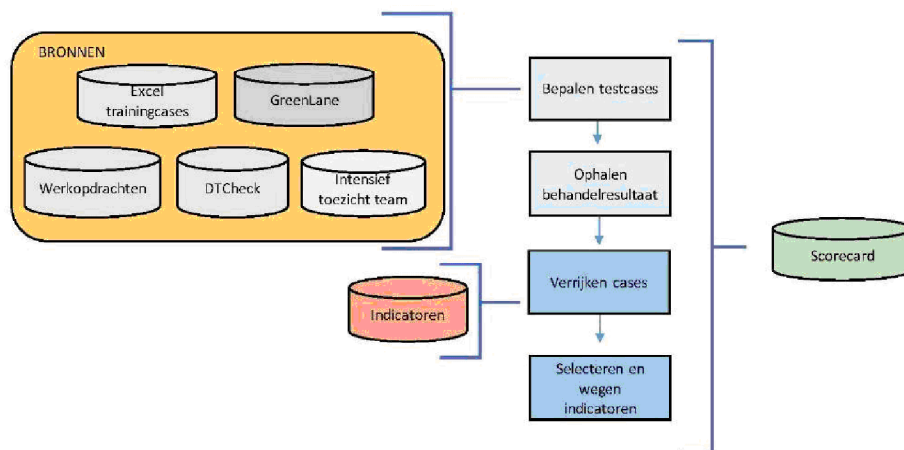 BRONNEN
Excel
trainingcases
GreenLane
Werkopdrachten
DTCheck
Intensief
toezicht team
Indicatoren
Bepalen testcases
Ophalen
behandelresultaat
Verrijken cases
Selecteren en
wegen
indicatoren
Scorecard